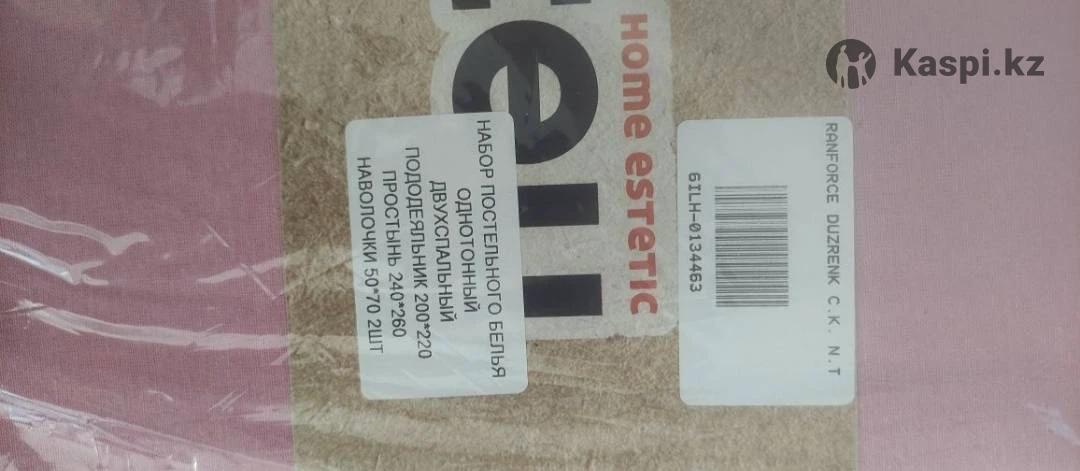 Kaspi.kz
HOME ESTETIC
RANFORCE DUZRENK C.K. N.T
6ILH-0134463
НАБОР ПОСТЕЛЬНОГО БЕЛЬЯ
ОДНОТОННЫЙ
ДВУХСПАЛЬНЫЙ
ПОДОДЕЯЛЬНИК 200*220
ПРОСТЫНЬ 240*260
НАВОЛОЧКИ 50*70 2ШТ